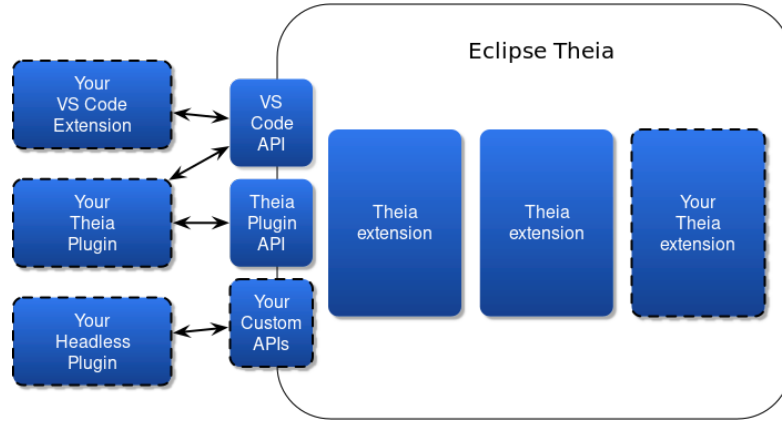 Eclipse Theia
Your
VS Code
Extension
VS
Code
API
Your
Theia
Plugin
Theia
Plugin
API
Your
Headless
Plugin
Your
Custom
APIs
Theia
extension
Theia
extension
Your
Theia
extension